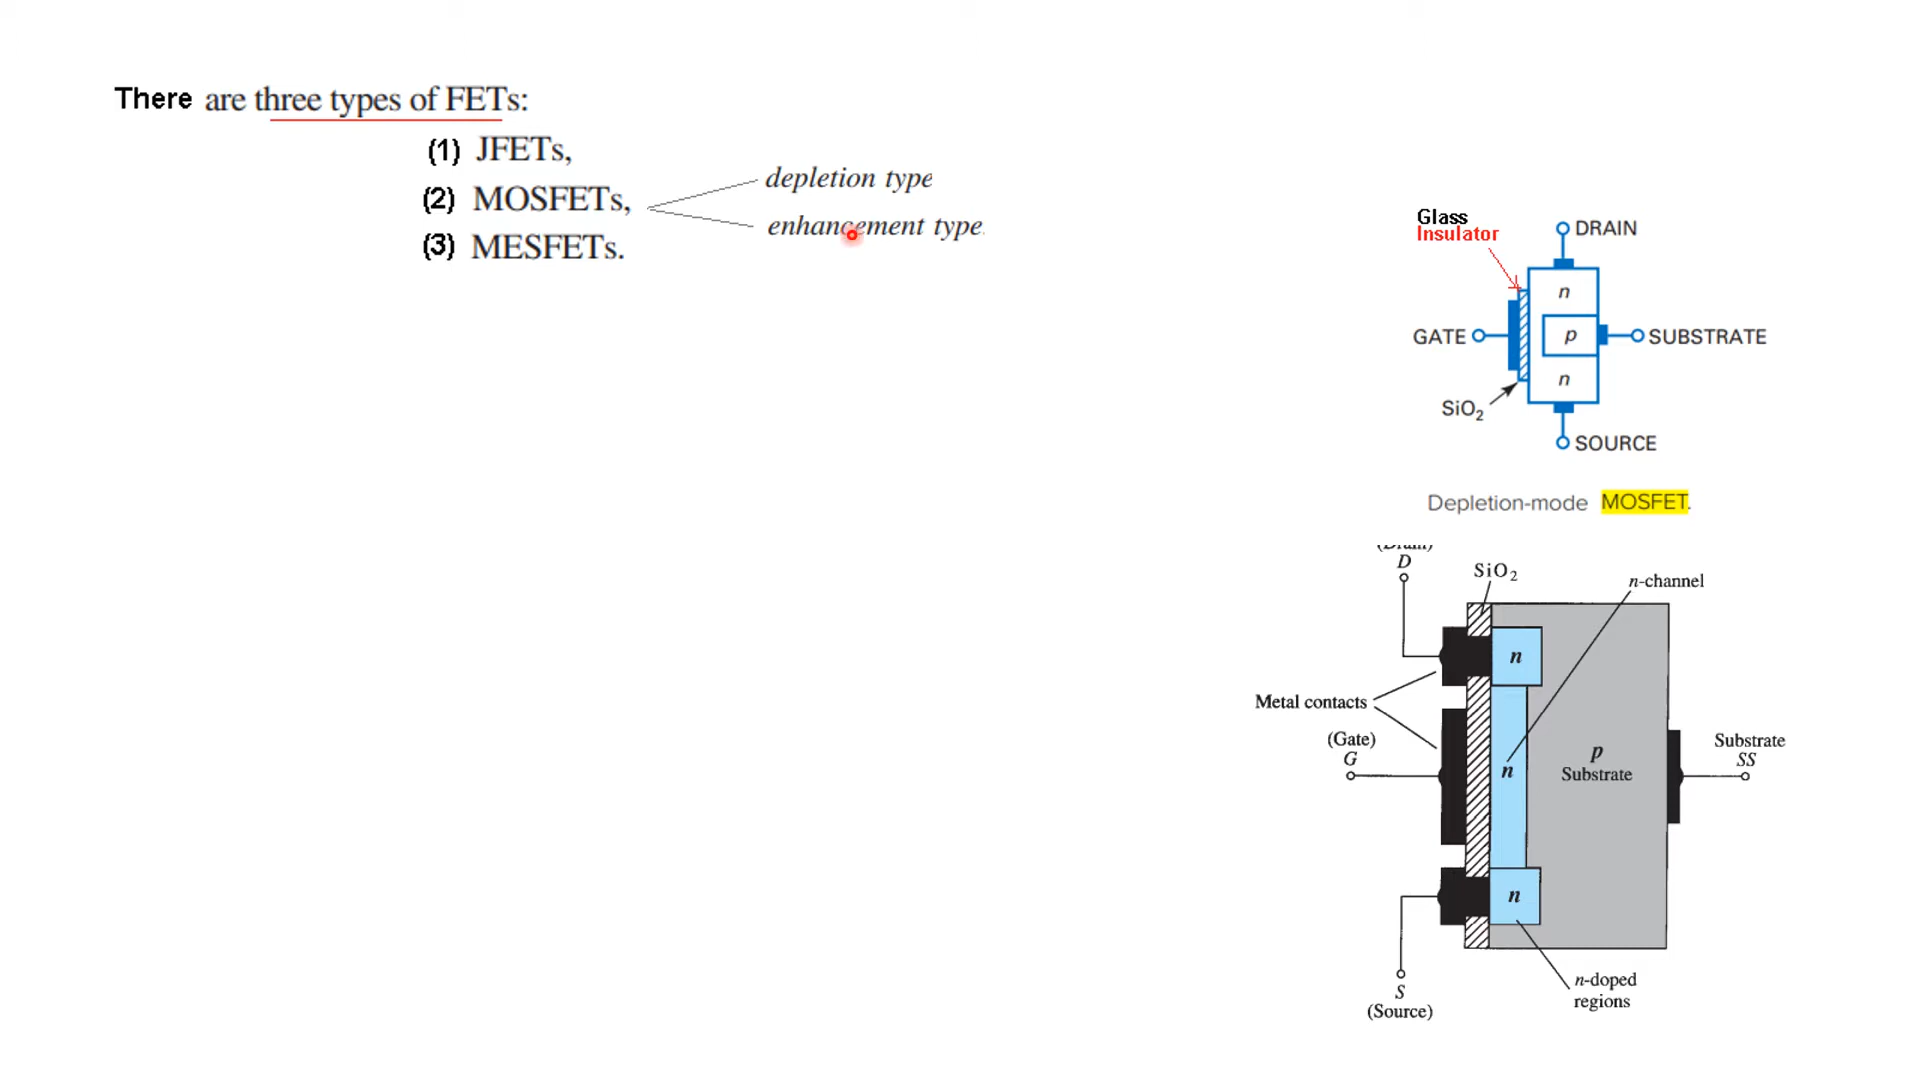 There are three types of FETs:
(1) JFETs,
(2) MOSFETs,
depletion type
enhancement type.
(3) MESFETs.
Glass
Insulator
DRAIN
n
GATE
p
SUBSTRATE
n
SiO₂
SOURCE
Depletion-mode MOSFET.
(Drain)
D
SiO₂
n-channel
n
Metal contacts
(Gate)
G
n
p
Substrate
Substrate
SS
n
n-doped
regions
S
(Source)